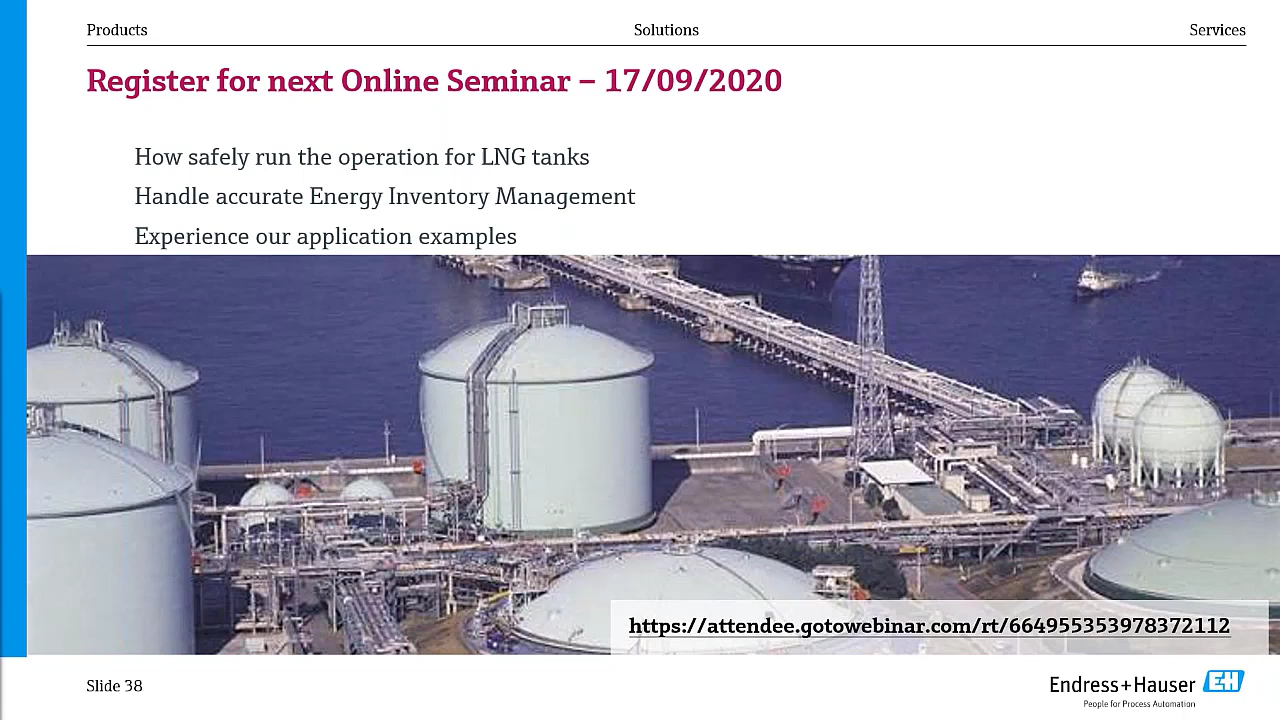 Products Solutions Services
Register for next Online Seminar – 17/09/2020
How safely run the operation for LNG tanks
Handle accurate Energy Inventory Management
Experience our application examples
https://attendee.gotowebinar.com/rt/664955353978372112
Slide 38
Endress+Hauser EH
People for Process Automation